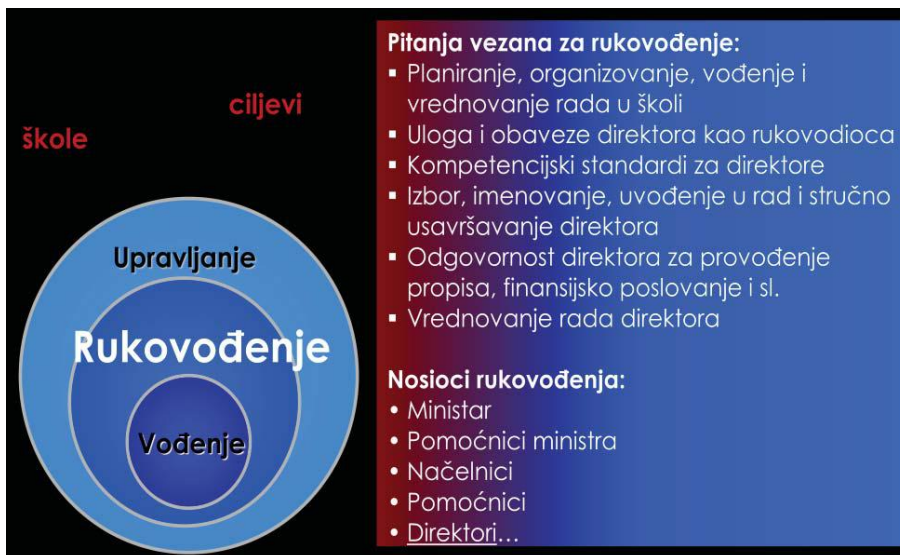 ciljevi
škole
Upravljanje
Rukovođenje
Vođenje
Pitanja vezana za rukovođenje:
▪ Planiranje, organizovanje, vođenje i
vrednovanje rada u školi
▪ Uloga i obaveze direktora kao rukovodioca
▪ Kompetencijski standardi za direktore
▪ Izbor, imenovanje, uvođenje u rad i stručno
usavršavanje direktora
▪ Odgovornost direktora za provođenje
propisa, finansijsko poslovanje i sl.
▪ Vrednovanje rada direktora
Nosioci rukovođenja:
• Ministar
• Pomoćnici ministra
• Načelnici
• Pomoćnici
• Direktori...